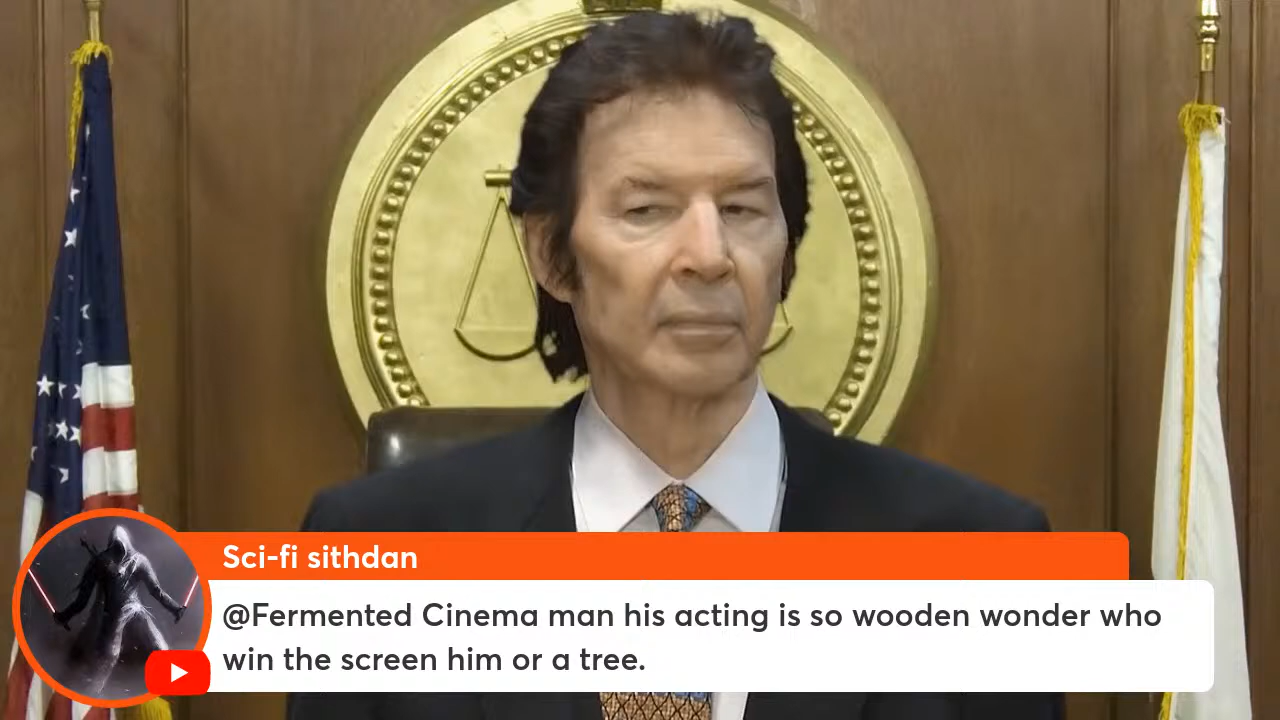 Sci-fi sithdan
@Fermented Cinema man his acting is so wooden wonder who
win the screen him or a tree.